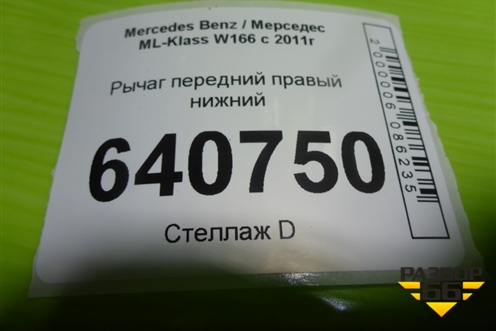 Mercedes Benz / Мерседес
ML-Klass W166 с 2011г
Рычаг передний правый
нижний
640750
Стеллаж D
2000006086235
РАЗБОР
66